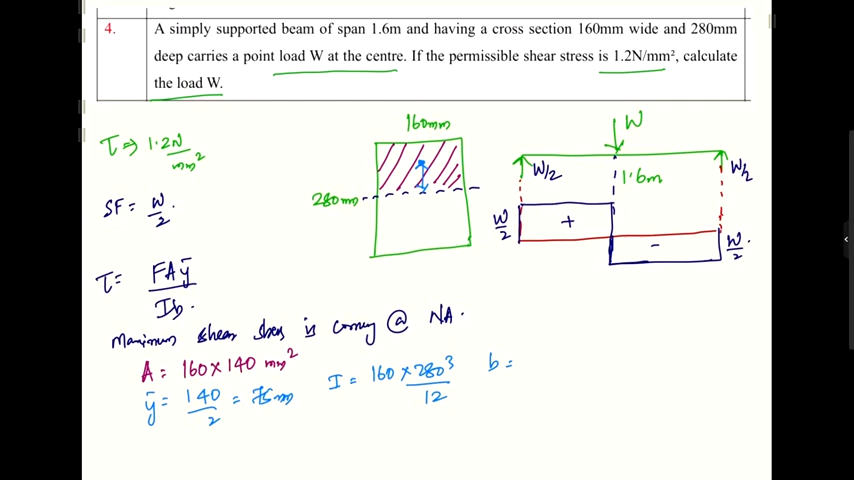 4.
A simply supported beam of span 1.6m and having a cross section 160mm wide and 280mm
deep carries a point load W at the centre. If the permissible shear stress is 1.2N/mm², calculate
the load W.
τ ⇒ 1.2N/mm²
160mm
W
W/2
W/2
1.6m
280mm
SF = W/2.
W/2
+
-
W/2.
τ = FAȳ/Ib.
Maximum shear stress is coming @ NA.
A = 160 x 140 mm²
ȳ = 140/2 =
I = 160 x 280³/12
b =